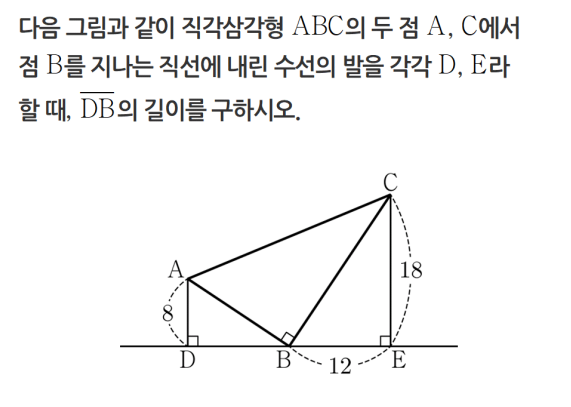 다음 그림과 같이 직각삼각형 ABC의 두 점 A, C에서
점 B를 지나는 직선에 내린 수선의 발을 각각 D, E라
할 때, D̅B̅의 길이를 구하시오.
C
A
18
8
D
B
12
E